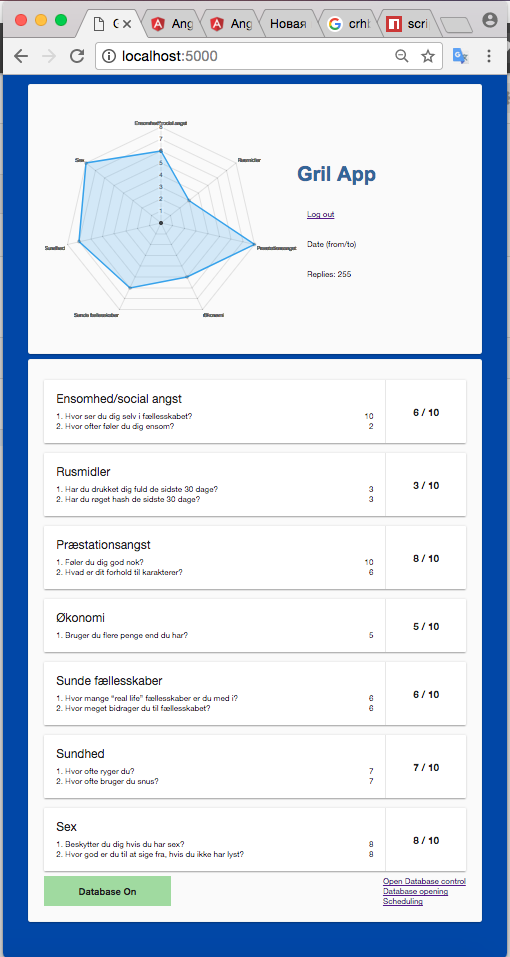 G
Ang
Ang
Новая
crht
scri
localhost:5000
Ensomhed/social angst
8
7
6
5
4
3
2
1
Sex
Rusmidler
Sundhed
Præstationsangst
Sunde fællesskaber
Økonomi
Gril App
Log out
Date (from/to)
Replies: 255
Ensomhed/social angst
1. Hvor ser du dig selv i fællesskabet? 10
2. Hvor ofter føler du dig ensom? 2
6 / 10
Rusmidler
1. Har du drukket dig fuld de sidste 30 dage? 3
2. Har du røget hash de sidste 30 dage? 3
3 / 10
Præstationsangst
1. Føler du dig god nok? 10
2. Hvad er dit forhold til karakterer? 6
8 / 10
Økonomi
1. Bruger du flere penge end du har? 5
5 / 10
Sunde fællesskaber
1. Hvor mange "real life" fællesskaber er du med i? 6
2. Hvor meget bidrager du til fællesskabet? 6
6 / 10
Sundhed
1. Hvor ofte ryger du? 7
2. Hvor ofte bruger du snus? 7
7 / 10
Sex
1. Beskytter du dig hvis du har sex? 8
2. Hvor god er du til at sige fra, hvis du ikke har lyst? 8
8 / 10
Database On
Open Database control
Database opening
Scheduling